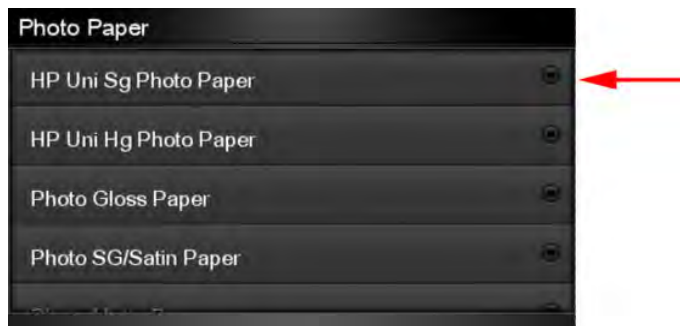 Photo Paper
HP Uni Sg Photo Paper
HP Uni Hg Photo Paper
Photo Gloss Paper
Photo SG/Satin Paper